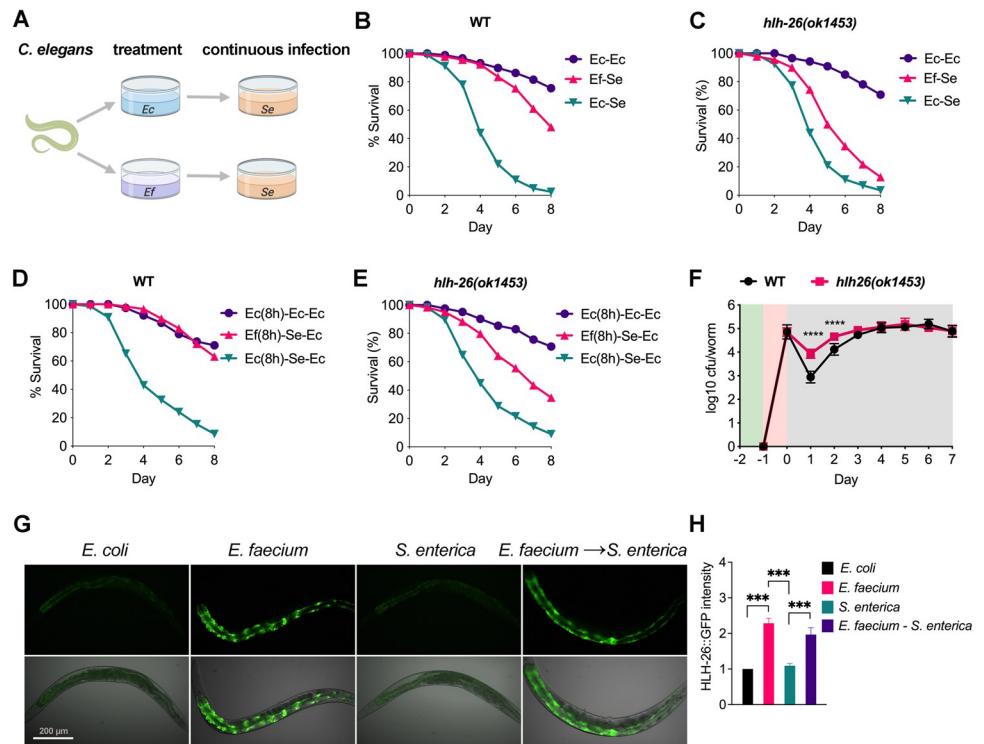 A
C. elegans treatment continuous infection
Ec
Se
Ef
Se
B
WT
% Survival
100
80
60
40
20
0
0 2 4 6 8
Day
Ec-Ec
Ef-Se
Ec-Se
C
hlh-26(ok1453)
Survival (%)
100
80
60
40
20
0
0 2 4 6 8
Day
Ec-Ec
Ef-Se
Ec-Se
D
WT
% Survival
100
80
60
40
20
0
0 2 4 6 8
Day
Ec(8h)-Ec-Ec
Ef(8h)-Se-Ec
Ec(8h)-Se-Ec
E
hlh-26(ok1453)
Survival (%)
100
80
60
40
20
0
0 2 4 6 8
Day
Ec(8h)-Ec-Ec
Ef(8h)-Se-Ec
Ec(8h)-Se-Ec
F
WT hlh26(ok1453)
log10 cfu/worm
6
5
4
3
2
1
0
**** ****
-2 -1 0 1 2 3 4 5 6 7
Day
G
E. coli E. faecium S. enterica E. faecium → S. enterica
200 µm
H
HLH-26::GFP intensity
4
3
2
1
0
*** *** ***
E. coli
E. faecium
S. enterica
E. faecium - S. enterica